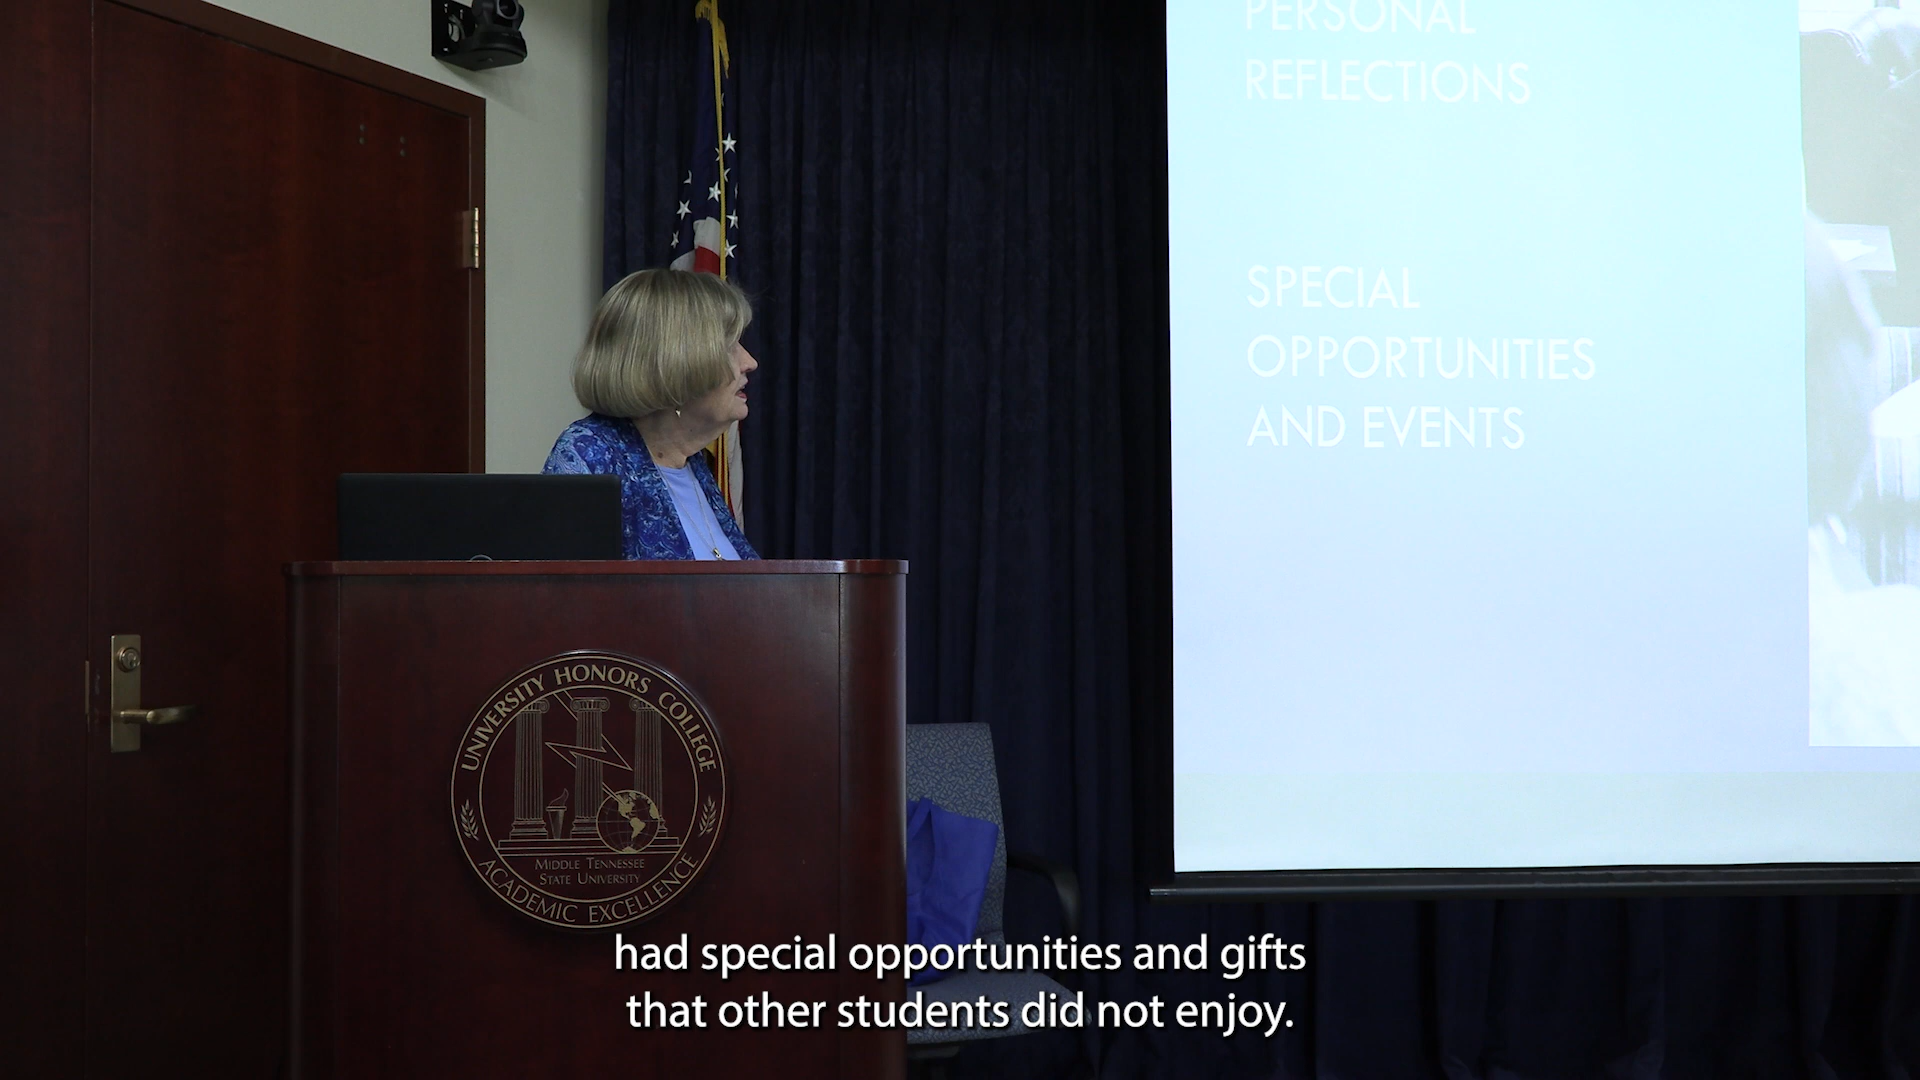 PERSONAL
REFLECTIONS
SPECIAL
OPPORTUNITIES
AND EVENTS
UNIVERSITY HONORS COLLEGE
MIDDLE TENNESSEE
STATE UNIVERSITY
ACADEMIC EXCELLENCE
had special opportunities and gifts
that other students did not enjoy.